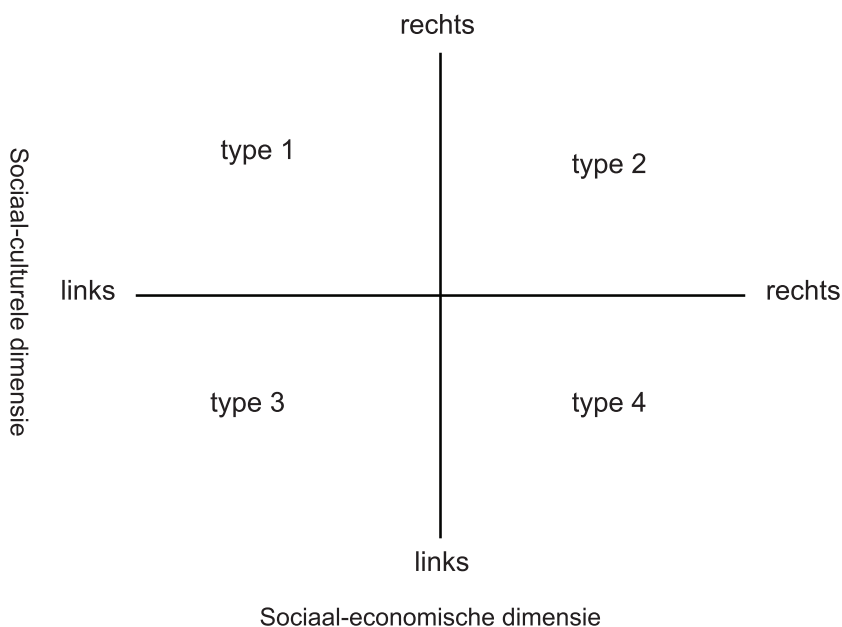 rechts
type 1
type 2
Sociaal-culturele dimensie
links
rechts
type 3
type 4
links
Sociaal-economische dimensie